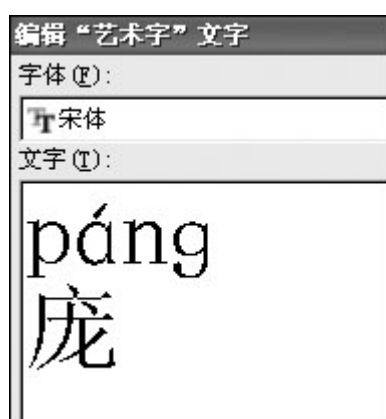 编辑“艺术字”文字
字体(F):
宋体
文字(T):
páng
庞